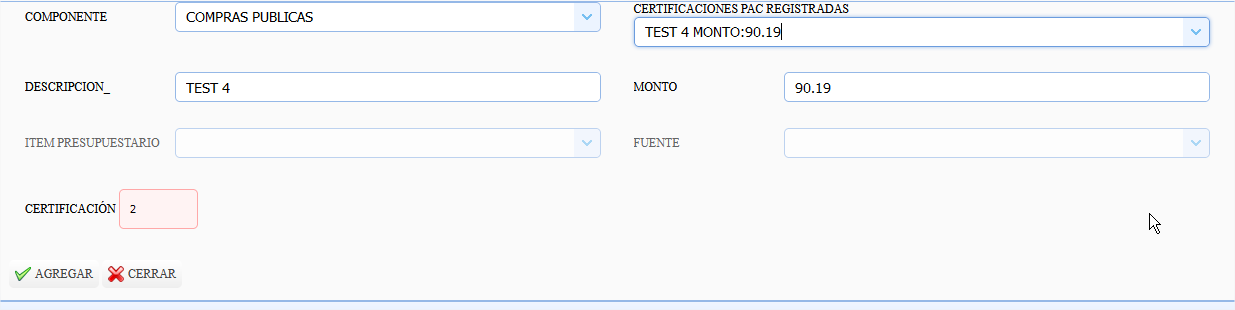 COMPONENTE COMPRAS PUBLICAS
CERTIFICACIONES PAC REGISTRADAS
TEST 4 MONTO:90.19
DESCRIPCION_ TEST 4 MONTO 90.19
ITEM PRESUPUESTARIO FUENTE
CERTIFICACIÓN 2
AGREGAR CERRAR